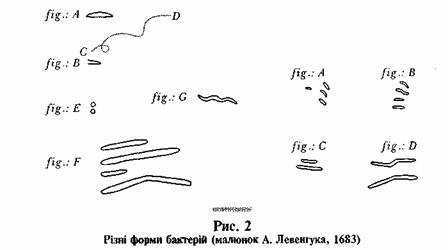 fig.: A
D
C
fig.: B
fig.: E
fig.: G
fig.: F
fig.: A
fig.: B
fig.: C
fig.: D
Рис. 2
Різні форми бактерій (малюнок А. Левенгука, 1683)